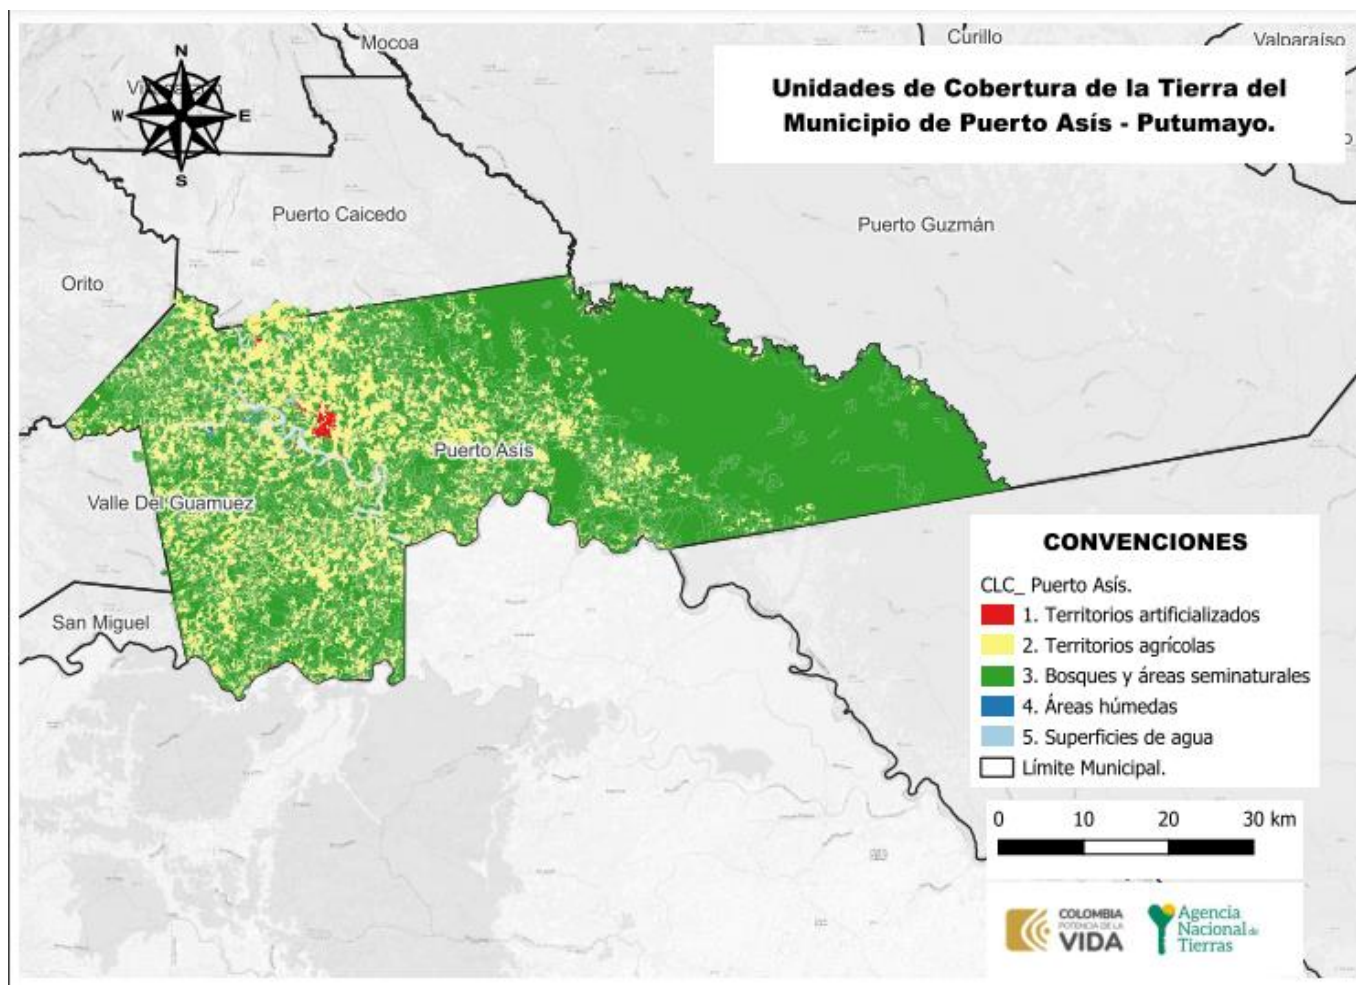 Mocoa
Curillo
Valparaíso
N
W
E
S
Unidades de Cobertura de la Tierra del
Municipio de Puerto Asís - Putumayo.
Puerto Caicedo
Puerto Guzmán
Orito
Puerto Asís
Valle Del Guamuez
San Miguel
CONVENCIONES
CLC_ Puerto Asís.
1. Territorios artificializados
2. Territorios agrícolas
3. Bosques y áreas seminaturales
4. Áreas húmedas
5. Superficies de agua
Límite Municipal.
0 10 20 30 km
COLOMBIA
POTENCIA DE LA
VIDA
Agencia
Nacional de
Tierras